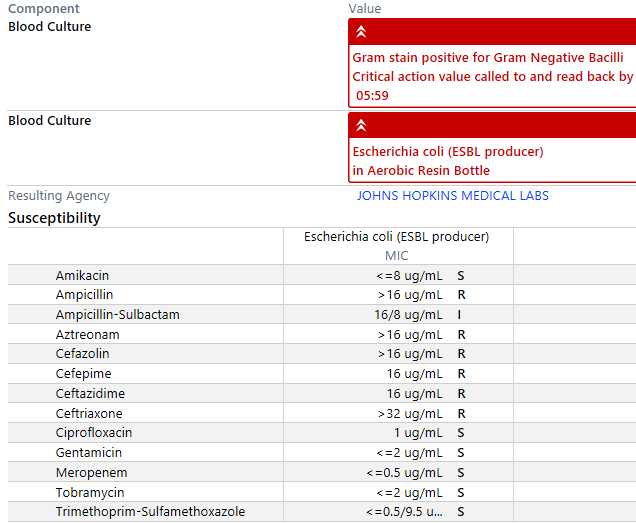 Component Value
Blood Culture
Gram stain positive for Gram Negative Bacilli
Critical action value called to and read back by
05:59
Blood Culture
Escherichia coli (ESBL producer)
in Aerobic Resin Bottle
Resulting Agency JOHNS HOPKINS MEDICAL LABS
Susceptibility
Escherichia coli (ESBL producer)
MIC
Amikacin <=8 ug/mL S
Ampicillin >16 ug/mL R
Ampicillin-Sulbactam 16/8 ug/mL I
Aztreonam >16 ug/mL R
Cefazolin >16 ug/mL R
Cefepime 16 ug/mL R
Ceftazidime 16 ug/mL R
Ceftriaxone >32 ug/mL R
Ciprofloxacin 1 ug/mL S
Gentamicin <=2 ug/mL S
Meropenem <=0.5 ug/mL S
Tobramycin <=2 ug/mL S
Trimethoprim-Sulfamethoxazole <=0.5/9.5 u... S